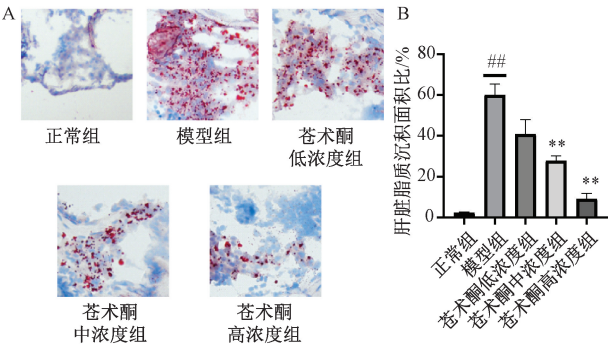 A
正常组
模型组
苍术酮
低浓度组
苍术酮
中浓度组
苍术酮
高浓度组
B
肝脏脂质沉积面积比/%
80
60
40
20
0
##
**
**
正常组
模型组
苍术酮低浓度组
苍术酮中浓度组
苍术酮高浓度组